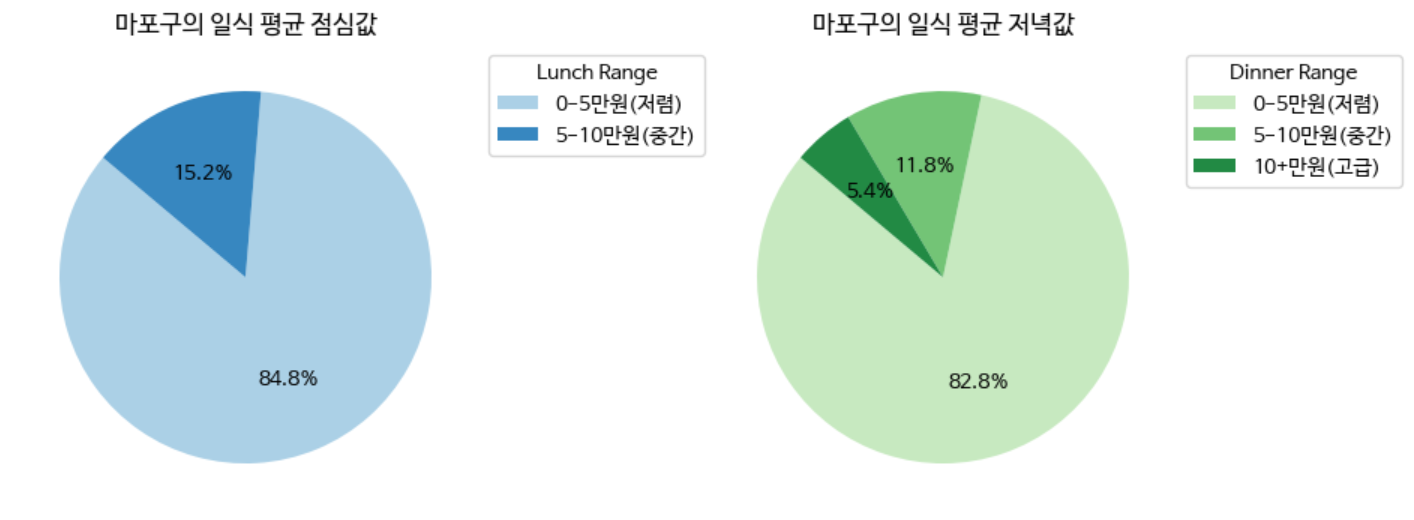 마포구의 일식 평균 점심값
Lunch Range
0-5만원(저렴)
5-10만원(중간)
15.2%
84.8%
마포구의 일식 평균 저녁값
Dinner Range
0-5만원(저렴)
5-10만원(중간)
10+만원(고급)
11.8%
5.4%
82.8%